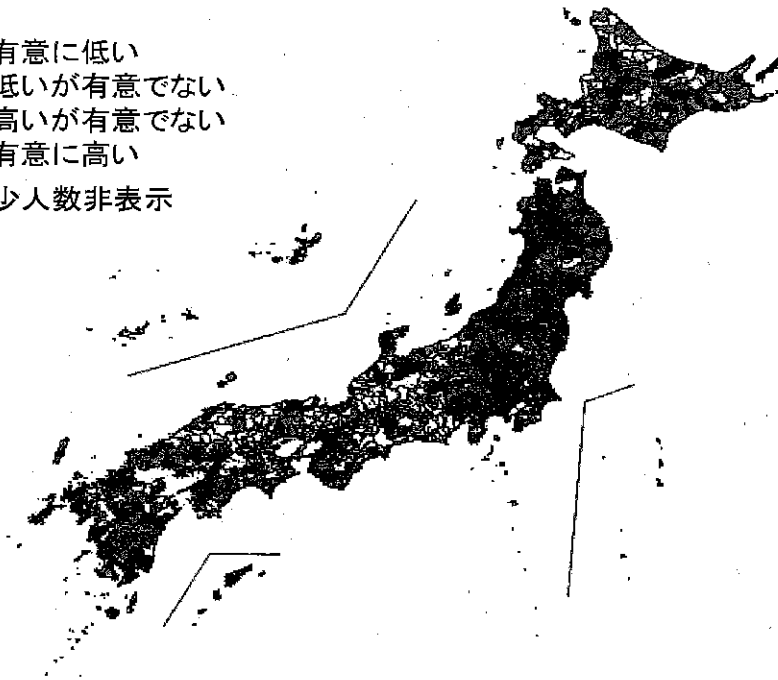 有意に低い
低いが有意でない
高いが有意でない
有意に高い
少人数非表示